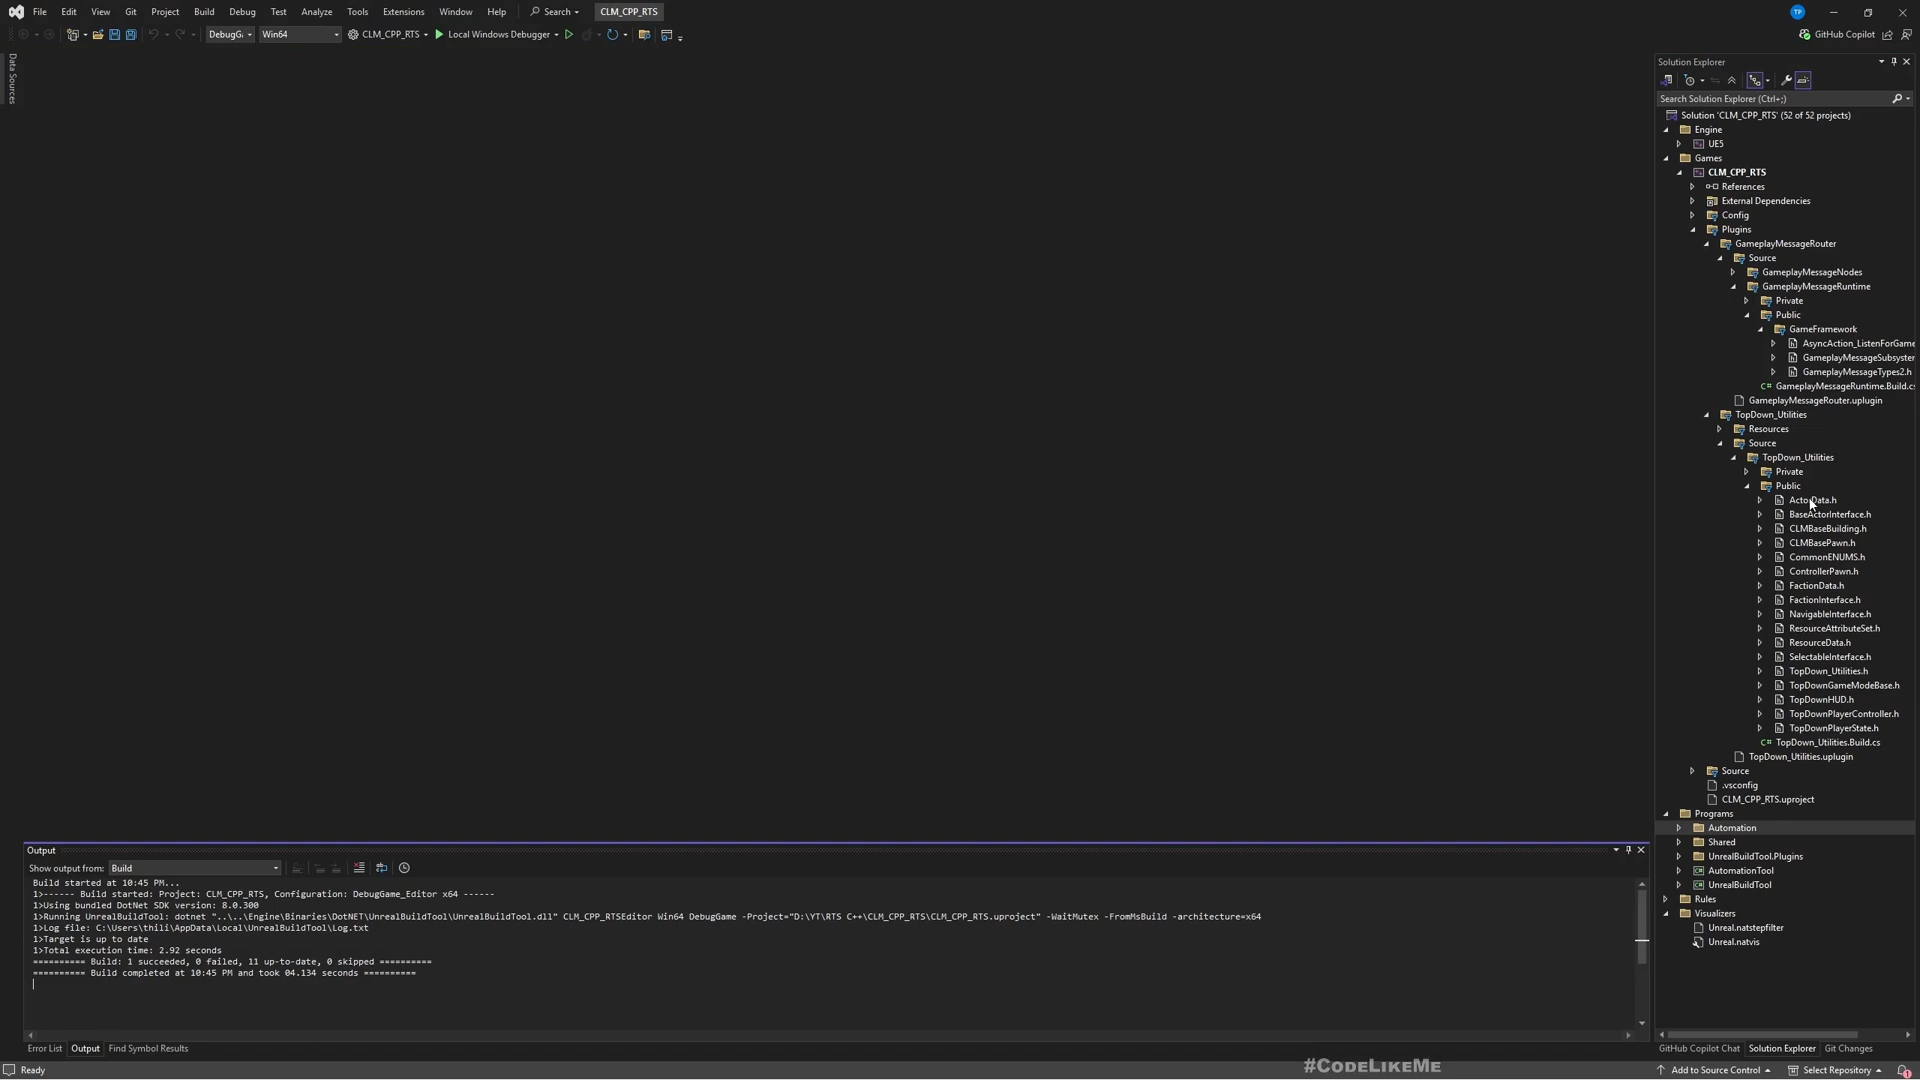 File Edit View Git Project Build Debug Test Analyze Tools Extensions Window Help Search CLM_CPP_RTS TP
DebugGa Win64 CLM_CPP_RTS Local Windows Debugger GitHub Copilot
Data Sources
Solution Explorer
Search Solution Explorer (Ctrl+;)
Solution 'CLM_CPP_RTS' (52 of 52 projects)
Engine
UE5
Games
CLM_CPP_RTS
References
External Dependencies
Config
Plugins
GameplayMessageRouter
Source
GameplayMessageNodes
GameplayMessageRuntime
Private
Public
GameFramework
AsyncAction_ListenForGame
GameplayMessageSubsyster
GameplayMessageTypes2.h
GameplayMessageRuntime.Build.cs
GameplayMessageRouter.uplugin
TopDown_Utilities
Resources
Source
TopDown_Utilities
Private
Public
ActorData.h
BaseActorInterface.h
CLMBaseBuilding.h
CLMBasePawn.h
CommonENUMS.h
ControllerPawn.h
FactionData.h
FactionInterface.h
NavigableInterface.h
ResourceAttributeSet.h
ResourceData.h
SelectableInterface.h
TopDown_Utilities.h
TopDownGameModeBase.h
TopDownHUD.h
TopDownPlayerController.h
TopDownPlayerState.h
TopDown_Utilities.Build.cs
TopDown_Utilities.uplugin
Source
.vsconfig
CLM_CPP_RTS.uproject
Programs
Automation
Shared
UnrealBuildTool.Plugins
AutomationTool
UnrealBuildTool
Rules
Visualizers
Unreal.natstepfilter
Unreal.natvis
Output
Show output from: Build
Build started at 10:45 PM...
1>------ Build started: Project: CLM_CPP_RTS, Configuration: DebugGame_Editor x64 ------
1>Using bundled DotNet SDK version: 8.0.300
1>Running UnrealBuildTool: dotnet "..\..\Engine\Binaries\DotNET\UnrealBuildTool\UnrealBuildTool.dll" CLM_CPP_RTSEditor Win64 DebugGame -Project="D:\YT\RTS C++\CLM_CPP_RTS\CLM_CPP_RTS.uproject" -WaitMutex -FromMsBuild -architecture=x64
1>Log file: C:\Users\thili\AppData\Local\UnrealBuildTool\Log.txt
1>Target is up to date
1>Total execution time: 2.92 seconds
========== Build: 1 succeeded, 0 failed, 11 up-to-date, 0 skipped ==========
========== Build completed at 10:45 PM and took 04.134 seconds ==========
Error List Output Find Symbol Results
GitHub Copilot Chat Solution Explorer Git Changes
#CodeLikeMe
Ready Add to Source Control Select Repository 1